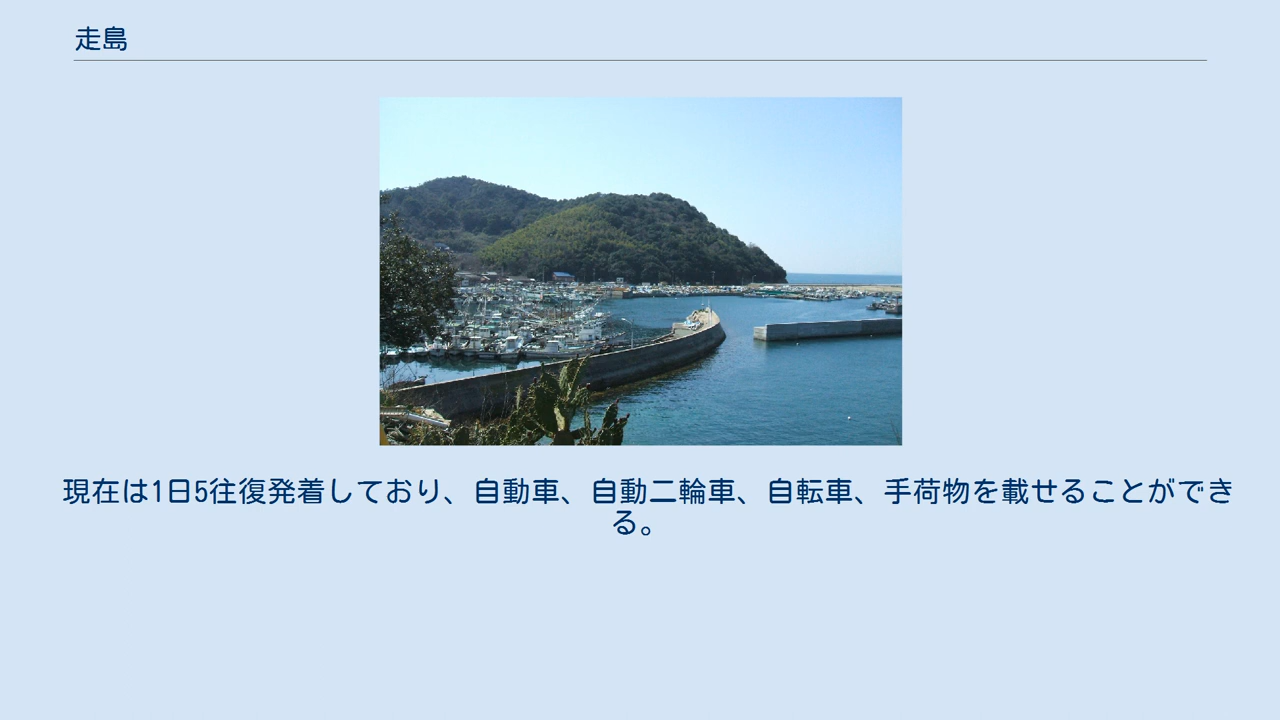 走島
現在は1日5往復発着しており、自動車、自動二輪車、自転車、手荷物を載せることができ
る。